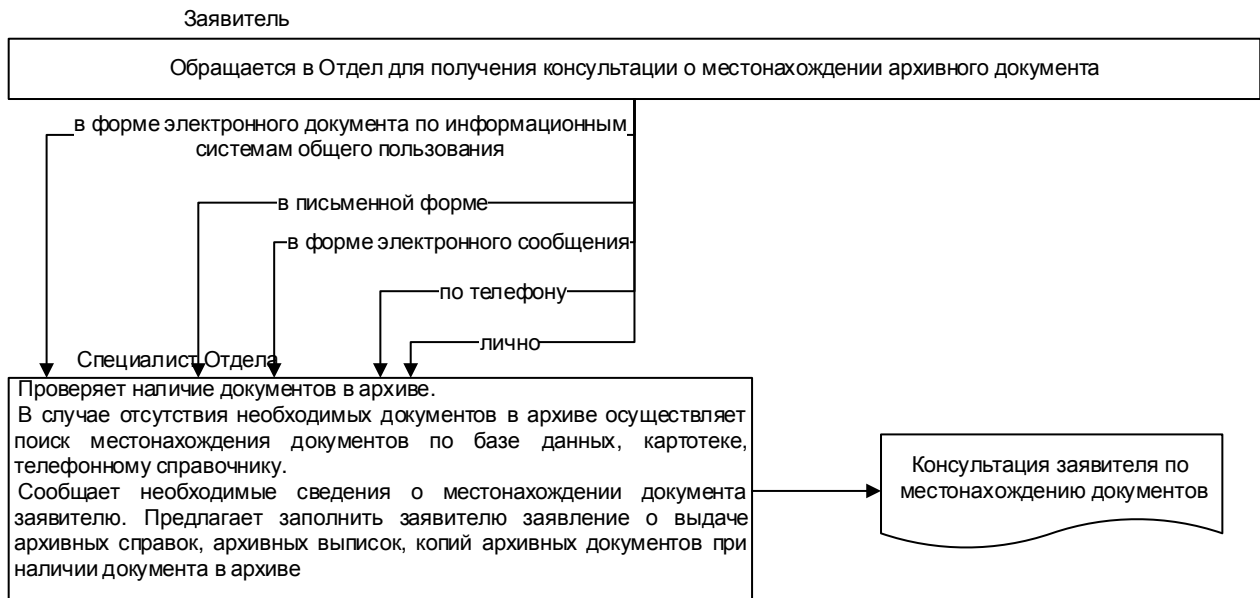 Заявитель
Обращается в Отдел для получения консультации о местонахождении архивного документа
в форме электронного документа по информационным
системам общего пользования
в письменной форме
в форме электронного сообщения
по телефону
лично
Специалист Отдела
Проверяет наличие документов в архиве.
В случае отсутствия необходимых документов в архиве осуществляет
поиск местонахождения документов по базе данных, картотеке,
телефонному справочнику.
Сообщает необходимые сведения о местонахождении документа
заявителю. Предлагает заполнить заявителю заявление о выдаче
архивных справок, архивных выписок, копий архивных документов при
наличии документа в архиве
Консультация заявителя по
местонахождению документов